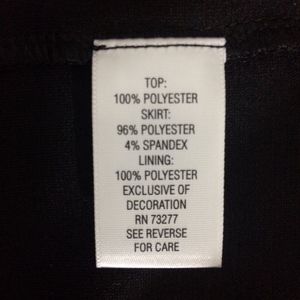 TOP:
100% POLYESTER
SKIRT:
96% POLYESTER
4% SPANDEX
LINING:
100% POLYESTER
EXCLUSIVE OF
DECORATION
RN 73277
SEE REVERSE
FOR CARE